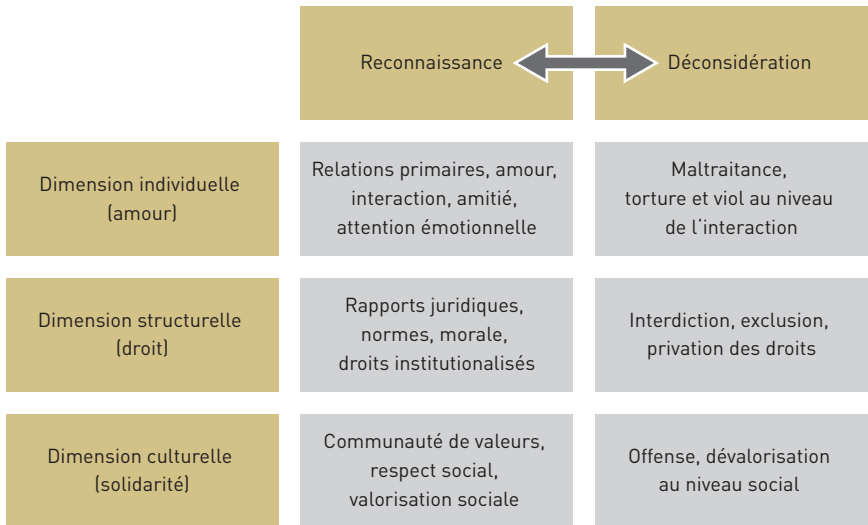 Reconnaissance
Déconsidération
Dimension individuelle
(amour)
Relations primaires, amour,
interaction, amitié,
attention émotionnelle
Maltraitance,
torture et viol au niveau
de l'interaction
Dimension structurelle
(droit)
Rapports juridiques,
normes, morale,
droits institutionalisés
Interdiction, exclusion,
privation des droits
Dimension culturelle
(solidarité)
Communauté de valeurs,
respect social,
valorisation sociale
Offense, dévalorisation
au niveau social